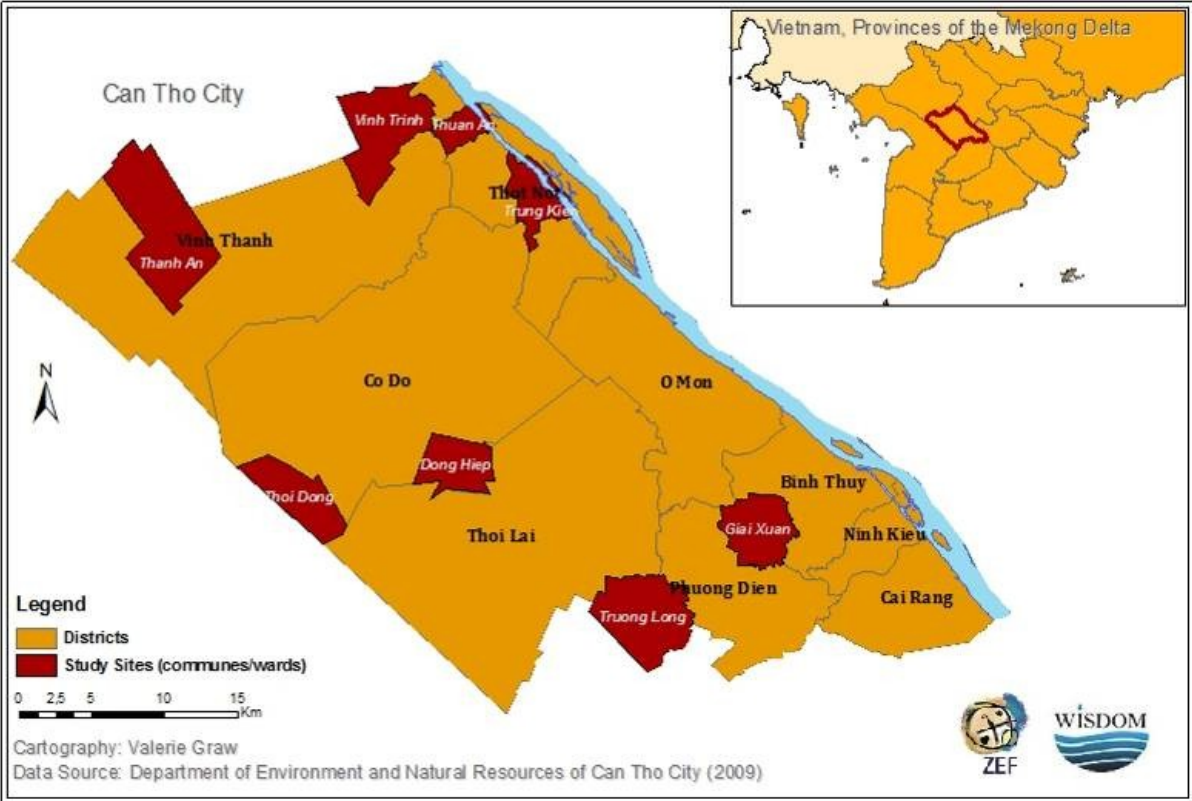 Vietnam, Provinces of the Mekong Delta
Can Tho City
Vinh Trinh
Thuan An
Thot Not
Trung Kien
Vinh Thanh
Thanh An
N
Co Do
O Mon
Dong Hiep
Thoi Dong
Binh Thuy
Giai Xuan
Ninh Kieu
Thoi Lai
Phuong Dien
Cai Rang
Truong Long
Legend
Districts
Study Sites (communes/wards)
0 2,5 5 10 15
Km
Cartography: Valerie Graw
Data Source: Department of Environment and Natural Resources of Can Tho City (2009)
ZEF
WISDOM